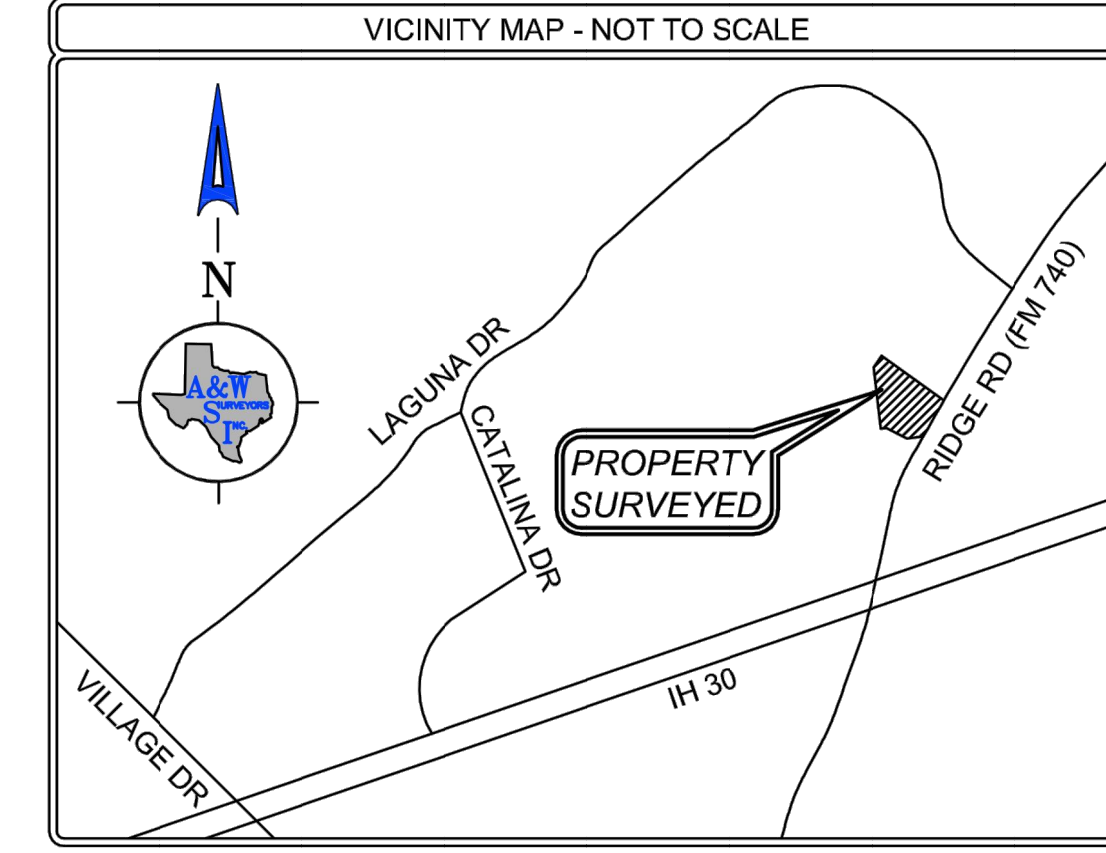 VICINITY MAP - NOT TO SCALE
N
A&W
SURVEYORS
INC.
LAGUNA DR
CATALINA DR
PROPERTY
SURVEYED
RIDGE RD (FM 740)
IH 30
VILLAGE DR